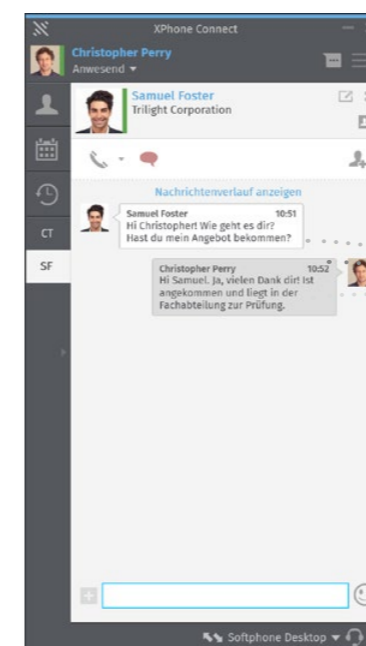 XPhone Connect
Christopher Perry
Anwesend
Samuel Foster
Trilight Corporation
Nachrichtenverlauf anzeigen
Samuel Foster 10:51
Hi Christopher! Wie geht es dir?
Hast du mein Angebot bekommen?
CT
SF
Christopher Perry 10:52
Hi Samuel. Ja, vielen Dank dir! Ist
angekommen und liegt in der
Fachabteilung zur Prüfung.
Softphone Desktop